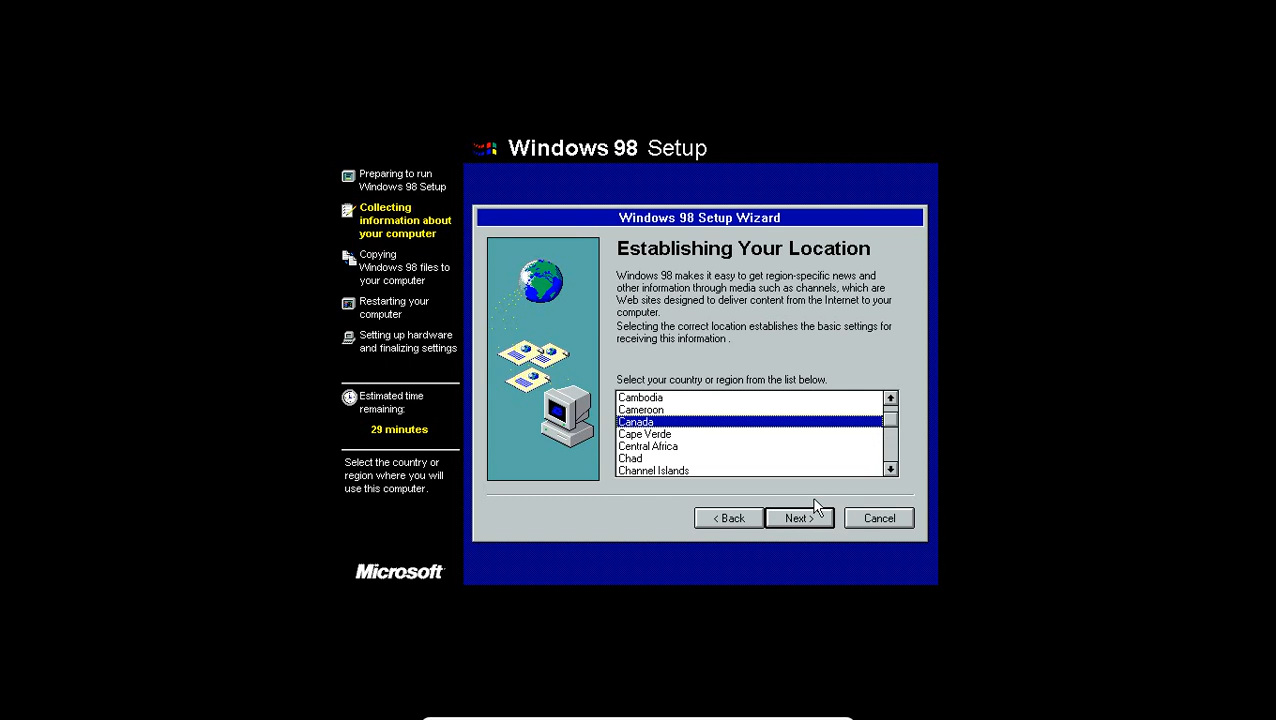 Windows 98 Setup
Preparing to run
Windows 98 Setup
Collecting
information about
your computer
Copying
Windows 98 files to
your computer
Restarting your
computer
Setting up hardware
and finalizing settings
Estimated time
remaining:
29 minutes
Select the country or
region where you will
use this computer.
Microsoft
Windows 98 Setup Wizard
Establishing Your Location
Windows 98 makes it easy to get region-specific news and
other information through media such as channels, which are
Web sites designed to deliver content from the Internet to your
computer.
Selecting the correct location establishes the basic settings for
receiving this information .
Select your country or region from the list below.
Cambodia
Cameroon
Canada
Cape Verde
Central Africa
Chad
Channel Islands
< Back
Next >
Cancel